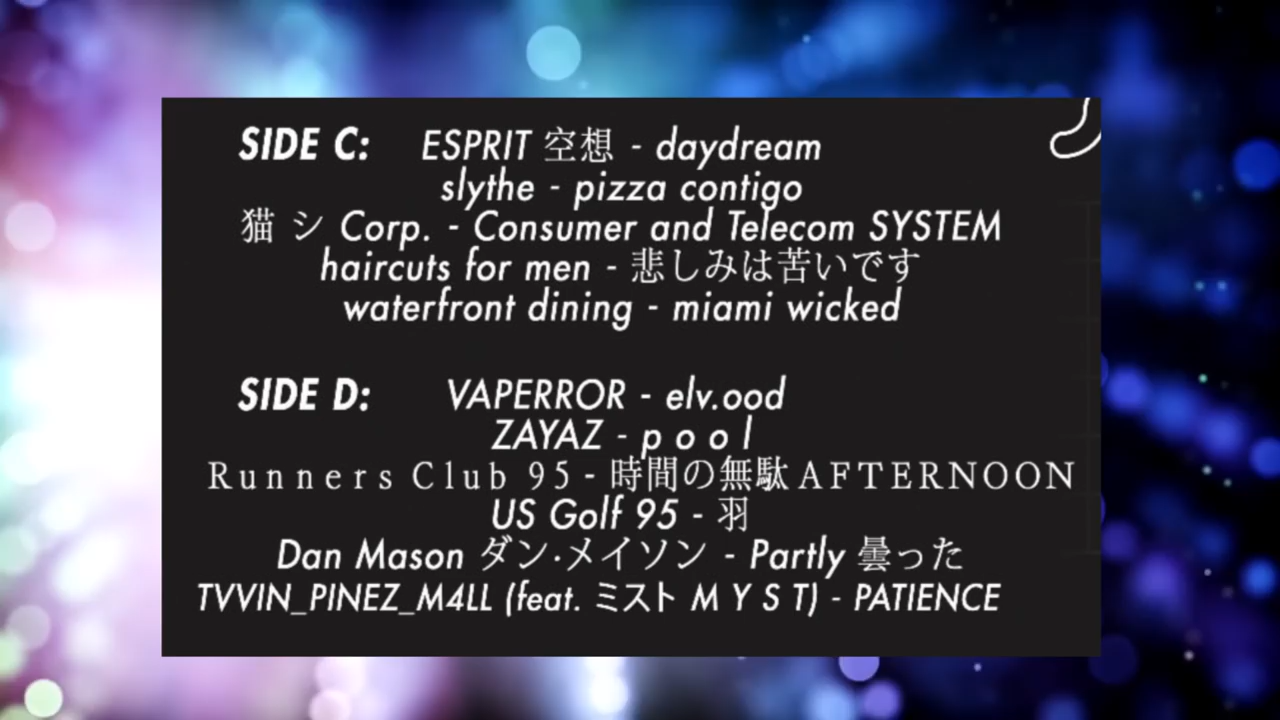 SIDE C: ESPRIT 空想 - daydream
slythe - pizza contigo
猫 シ Corp. - Consumer and Telecom SYSTEM
haircuts for men - 悲しみは苦いです
waterfront dining - miami wicked
SIDE D: VAPERROR - elv.ood
ZAYAZ - p o o l
Runners Club 95 - 時間の無駄 AFTERNOON
US Golf 95 - 羽
Dan Mason ダン·メイソン - Partly 曇った
TVVIN_PINEZ_M4LL (feat. ミスト M Y S T) - PATIENCE